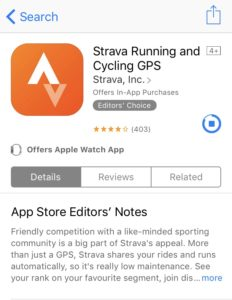 Search
Strava Running and 4+
Cycling GPS
Strava, Inc. >
Offers In-App Purchases
Editors' Choice
(403)
Offers Apple Watch App
Details Reviews Related
App Store Editors' Notes
Friendly competition with a like-minded sporting
community is a big part of Strava's appeal. More
than just a GPS, Strava shares your rides and runs
automatically, so it's really low maintenance. See
your rank on your favourite segment, join dis... more